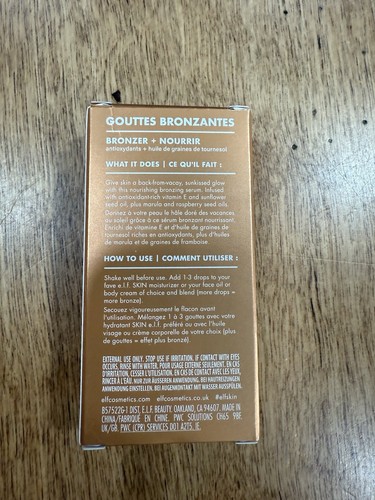 GOUTTES BRONZANTES
BRONZER + NOURRIR
antioxydants + huile de graines de tournesol
WHAT IT DOES | CE QU'IL FAIT :
Give skin a back-from-vacay, sunkissed glow
with this nourishing bronzing serum. Infused
with antioxidant-rich vitamin E and sunflower
seed oil, plus marula and raspberry seed oils.
Donnez à votre peau le hâle doré des vacances
au soleil grâce à ce sérum bronzant nourrissant.
Enrichi de vitamine E et d'huile de graines de
tournesol riches en antioxydants, plus d'huiles
de marula et de graines de framboise.
HOW TO USE | COMMENT UTILISER :
Shake well before use. Add 1-3 drops to your
fave e.l.f. SKIN moisturizer or your face oil or
body cream of choice and blend (more drops =
more bronze).
Secouez vigoureusement le flacon avant
l'utilisation. Mélangez 1 à 3 gouttes avec votre
hydratant SKIN e.l.f. préféré ou avec l'huile
visage ou crème corporelle de votre choix (plus
de gouttes = effet plus bronzé).
EXTERNAL USE ONLY. STOP USE IF IRRITATION. IF CONTACT WITH EYES
OCCURS, RINSE WITH WATER. POUR USAGE EXTERNE SEULEMENT. EN CAS
D'IRRITATION, CESSER L'UTILISATION. EN CAS DE CONTACT AVEC LES YEUX,
RINCER À L'EAU. NUR ZUR ÄUSSEREN ANWENDUNG. BEI HAUTREIZUNGEN
ANWENDUNG EINSTELLEN. BEI AUGENKONTAKT MIT WASSER AUSSPÜLEN.
elfcosmetics.com elfcosmetics.co.uk #elfskin
B57522G-1 DIST. E.L.F. BEAUTY, OAKLAND, CA 94607. MADE IN
CHINA/FABRIQUÉ EN CHINE. PWC SOLUTIONS CH65 9BF
UK/GB. PWC (CPR) SERVICES D01 A2T5, IE.